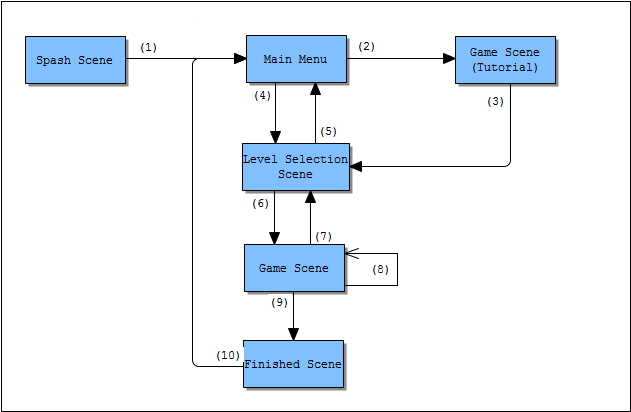 Spash Scene
(1)
Main Menu
(2)
Game Scene
(Tutorial)
(3)
(4)
(5)
Level Selection
Scene
(6)
(7)
Game Scene
(8)
(9)
(10)
Finished Scene